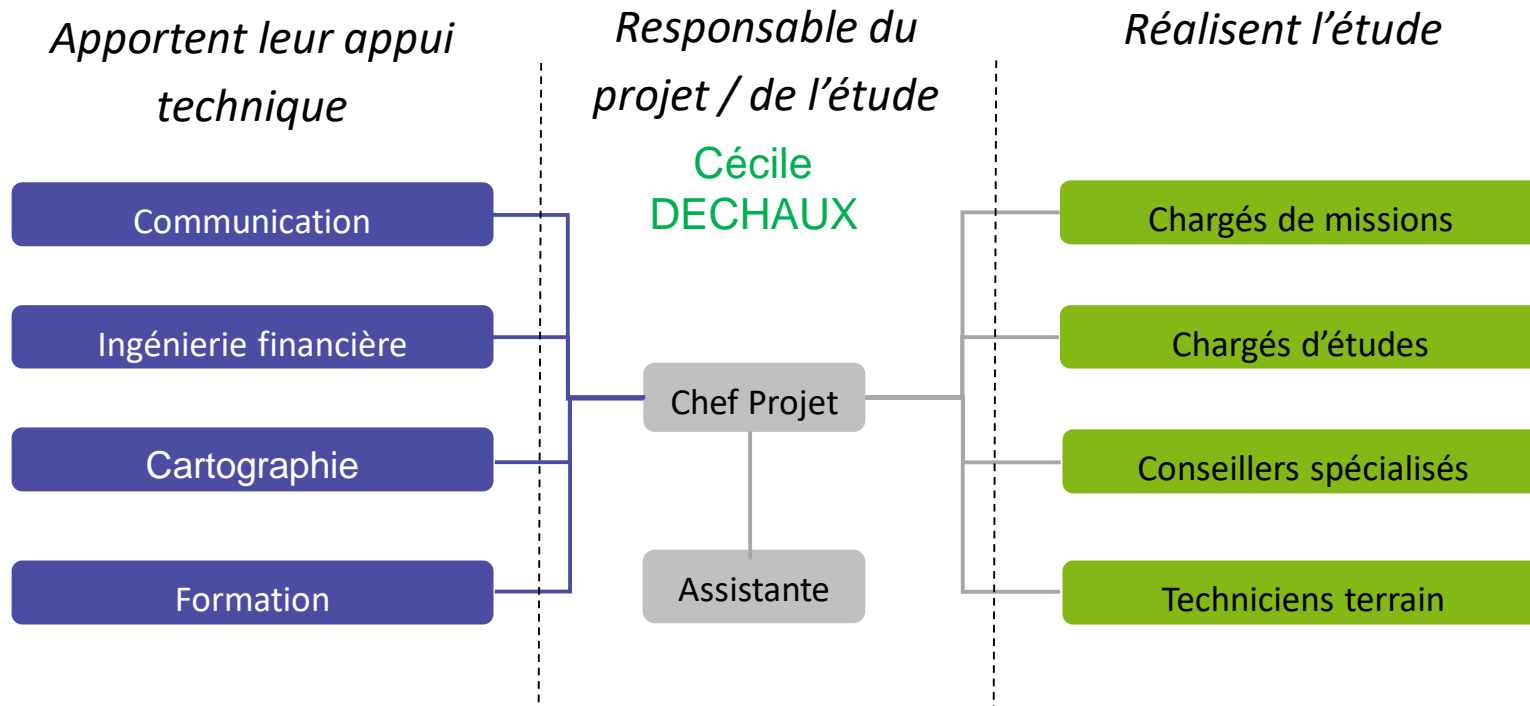 Apportent leur appui
technique
Responsable du
projet / de l’étude
Cécile
DECHAUX
Réalisent l’étude
Communication
Ingénierie financière
Cartographie
Formation
Chef Projet
Assistante
Chargés de missions
Chargés d’études
Conseillers spécialisés
Techniciens terrain